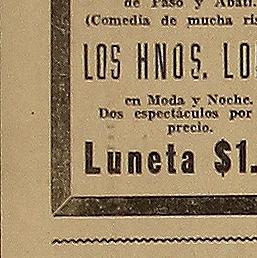 de Paso y Abati.
(Comedia de mucha ris
LOS HNOS. LO
en Moda y Noche.
Dos espectáculos por
precio.
Luneta $1.